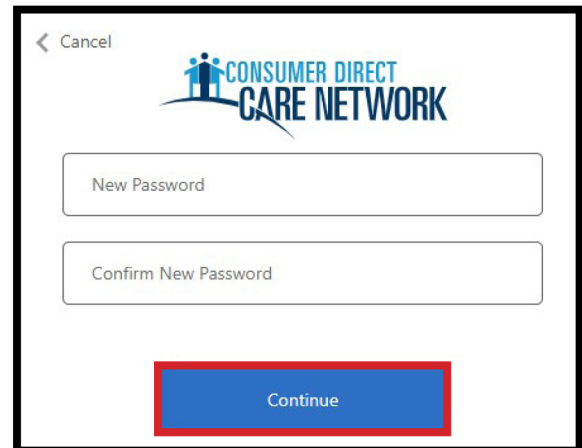 Cancel
CONSUMER DIRECT
CARE NETWORK
New Password
Confirm New Password
Continue